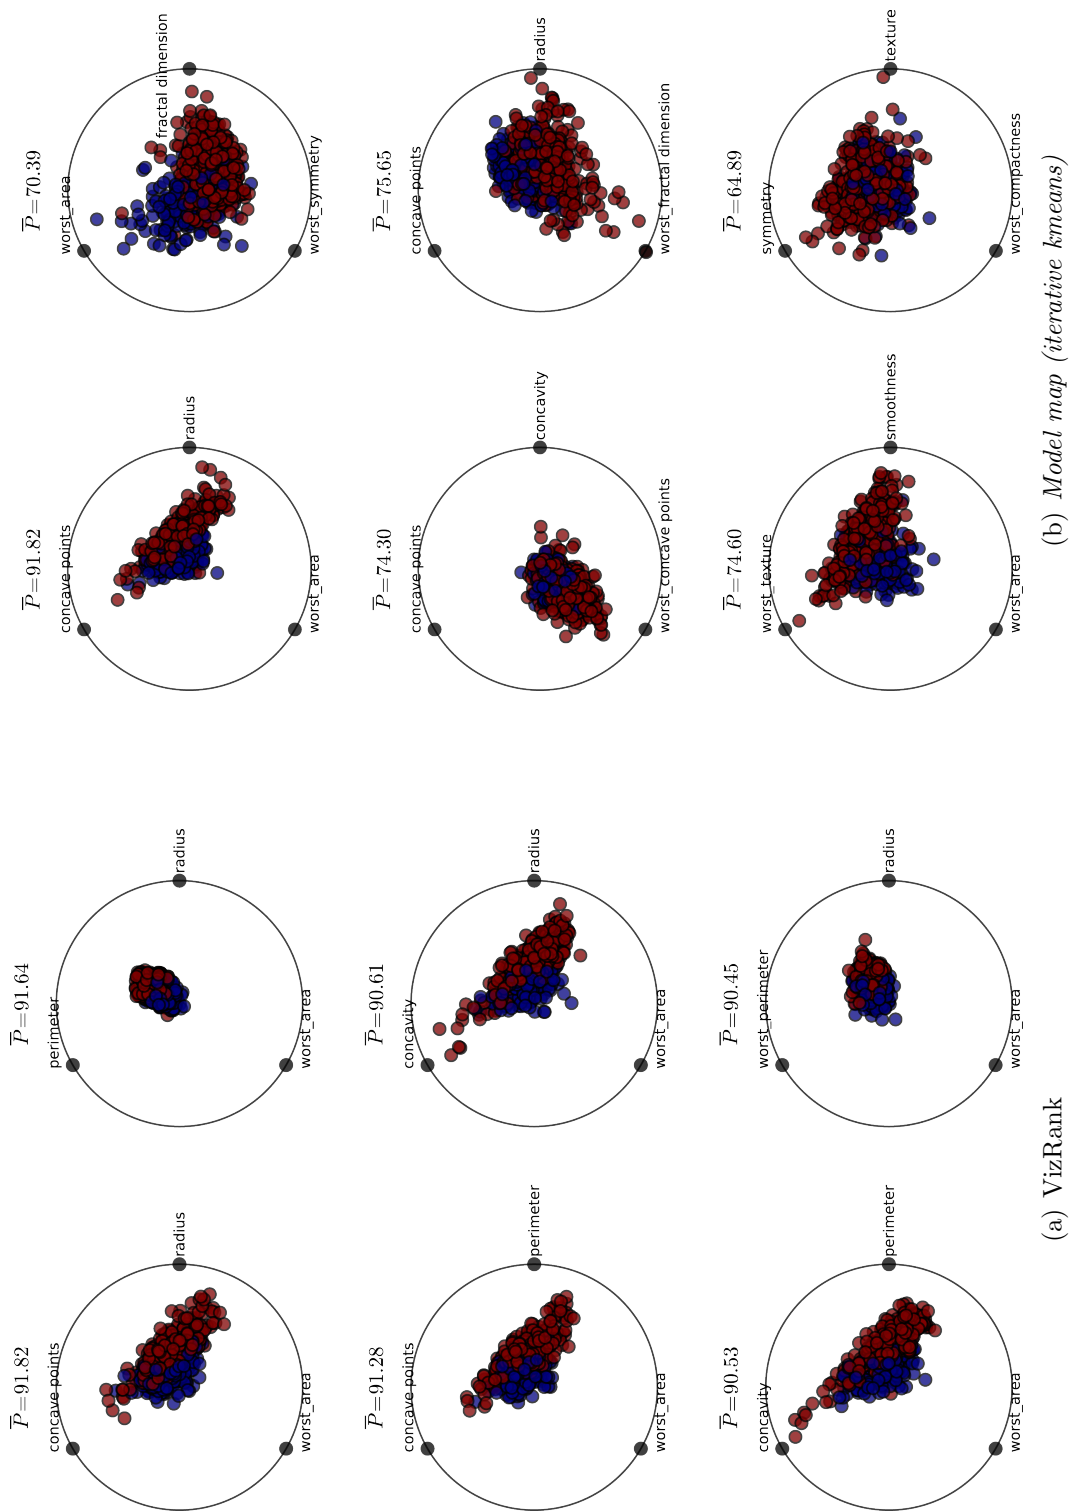 P̅=91.82
concave points
radius
worst_area
P̅=91.64
perimeter
radius
worst_area
P̅=91.28
concave points
perimeter
worst_area
P̅=90.61
concavity
radius
worst_area
P̅=90.53
concavity
perimeter
worst_area
P̅=90.45
worst_perimeter
radius
worst_area
(a) VizRank
P̅=91.82
concave points
radius
worst_area
P̅=70.39
worst_area
fractal dimension
worst_symmetry
P̅=74.30
concave points
concavity
worst_concave points
P̅=75.65
concave points
radius
worst_fractal dimension
P̅=74.60
worst_texture
smoothness
worst_area
P̅=64.89
symmetry
texture
worst_conpactness
(b) Model map (iterative kmeans)